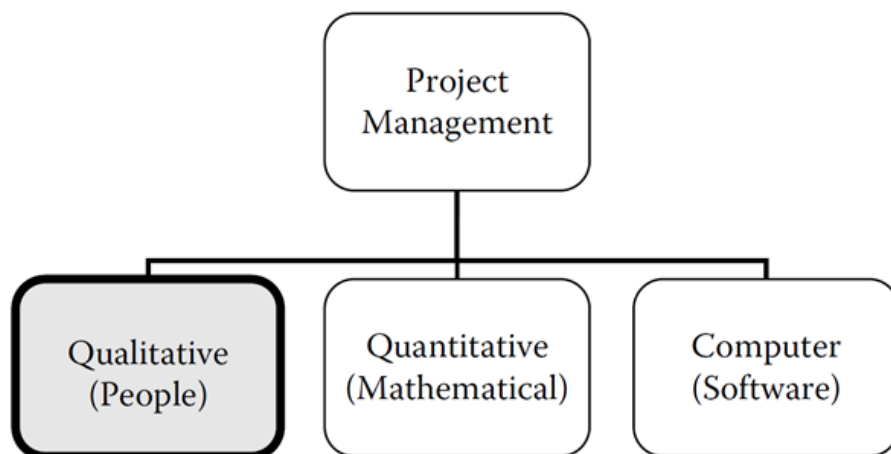 Project
Management
Qualitative
(People)
Quantitative
(Mathematical)
Computer
(Software)